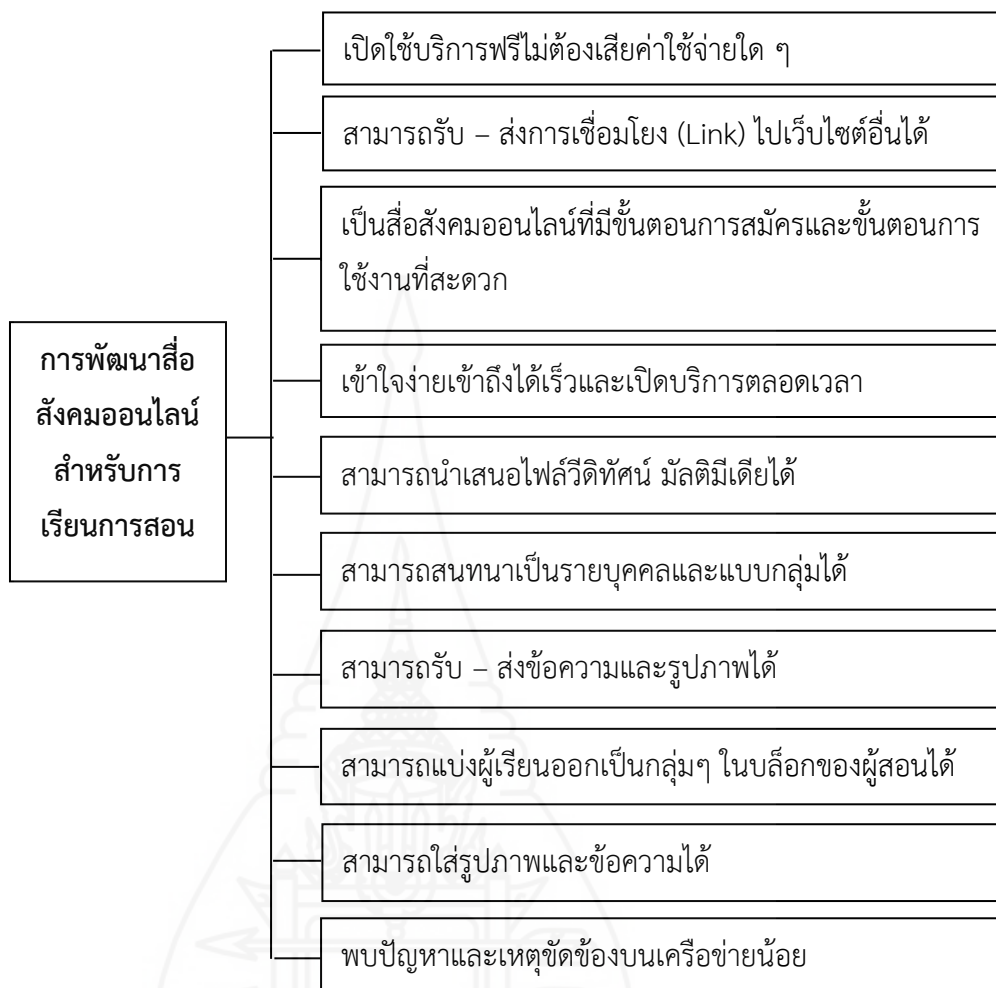 เปิดใช้บริการฟรีไม่ต้องเสียค่าใช้จ่ายใด ๆ
สามารถรับ – ส่งการเชื่อมโยง (Link) ไปเว็บไซต์อื่นได้
เป็นสื่อสังคมออนไลน์ที่มีขั้นตอนการสมัครและขั้นตอนการ
ใช้งานที่สะดวก
การพัฒนาสื่อ
สังคมออนไลน์
สำหรับการ
เรียนการสอน
เข้าใจง่ายเข้าถึงได้เร็วและเปิดบริการตลอดเวลา
สามารถนำเสนอไฟล์วีดิทัศน์ มัลติมีเดียได้
สามารถสนทนาเป็นรายบุคคลและแบบกลุ่มได้
สามารถรับ – ส่งข้อความและรูปภาพได้
สามารถแบ่งผู้เรียนออกเป็นกลุ่มๆ ในบล็อกของผู้สอนได้
สามารถใส่รูปภาพและข้อความได้
พบปัญหาและเหตุขัดข้องบนเครือข่ายน้อย